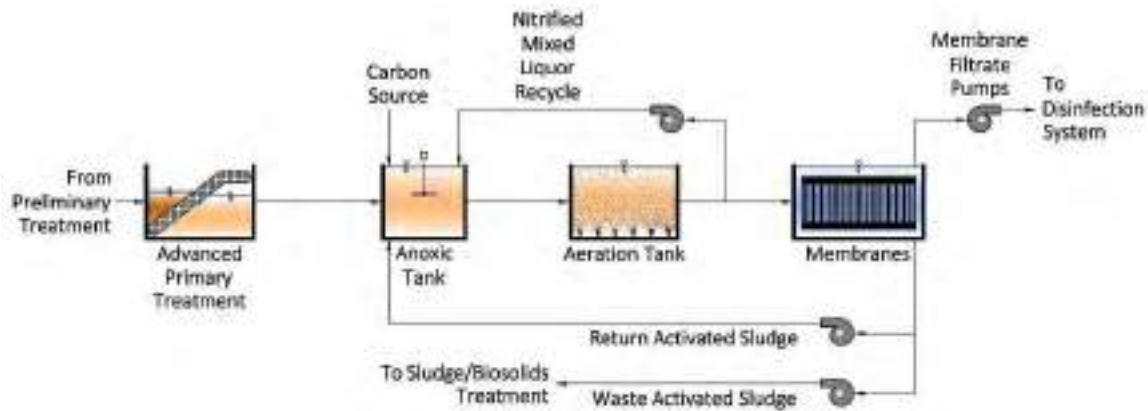 Nitrified
Mixed
Liquor
Recycle
Carbon
Source
Membrane
Filtrate
Pumps
To
Disinfection
System
From
Preliminary
Treatment
Advanced
Primary
Treatment
Anoxic
Tank
Aeration Tank
Membranes
Return Activated Sludge
To Sludge/Biosolids
Treatment
Waste Activated Sludge